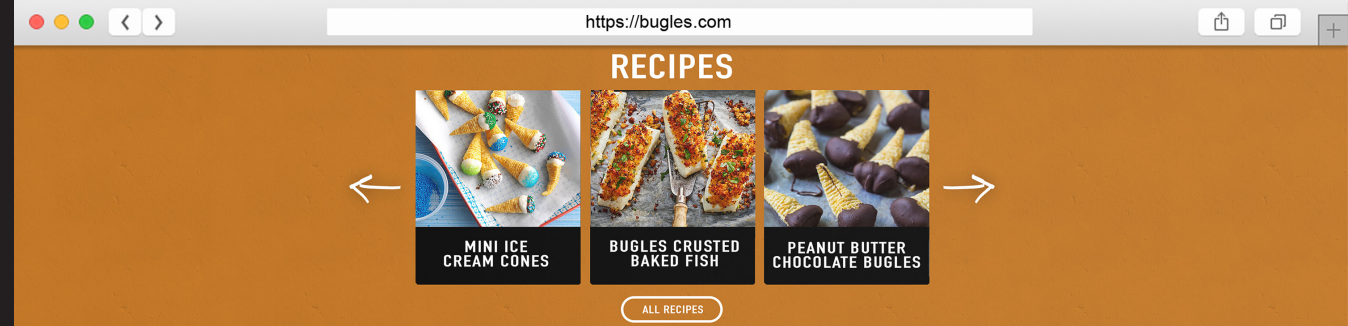 https://bugles.com
RECIPES
MINI ICE
CREAM CONES
BUGLES CRUSTED
BAKED FISH
PEANUT BUTTER
CHOCOLATE BUGLES
ALL RECIPES